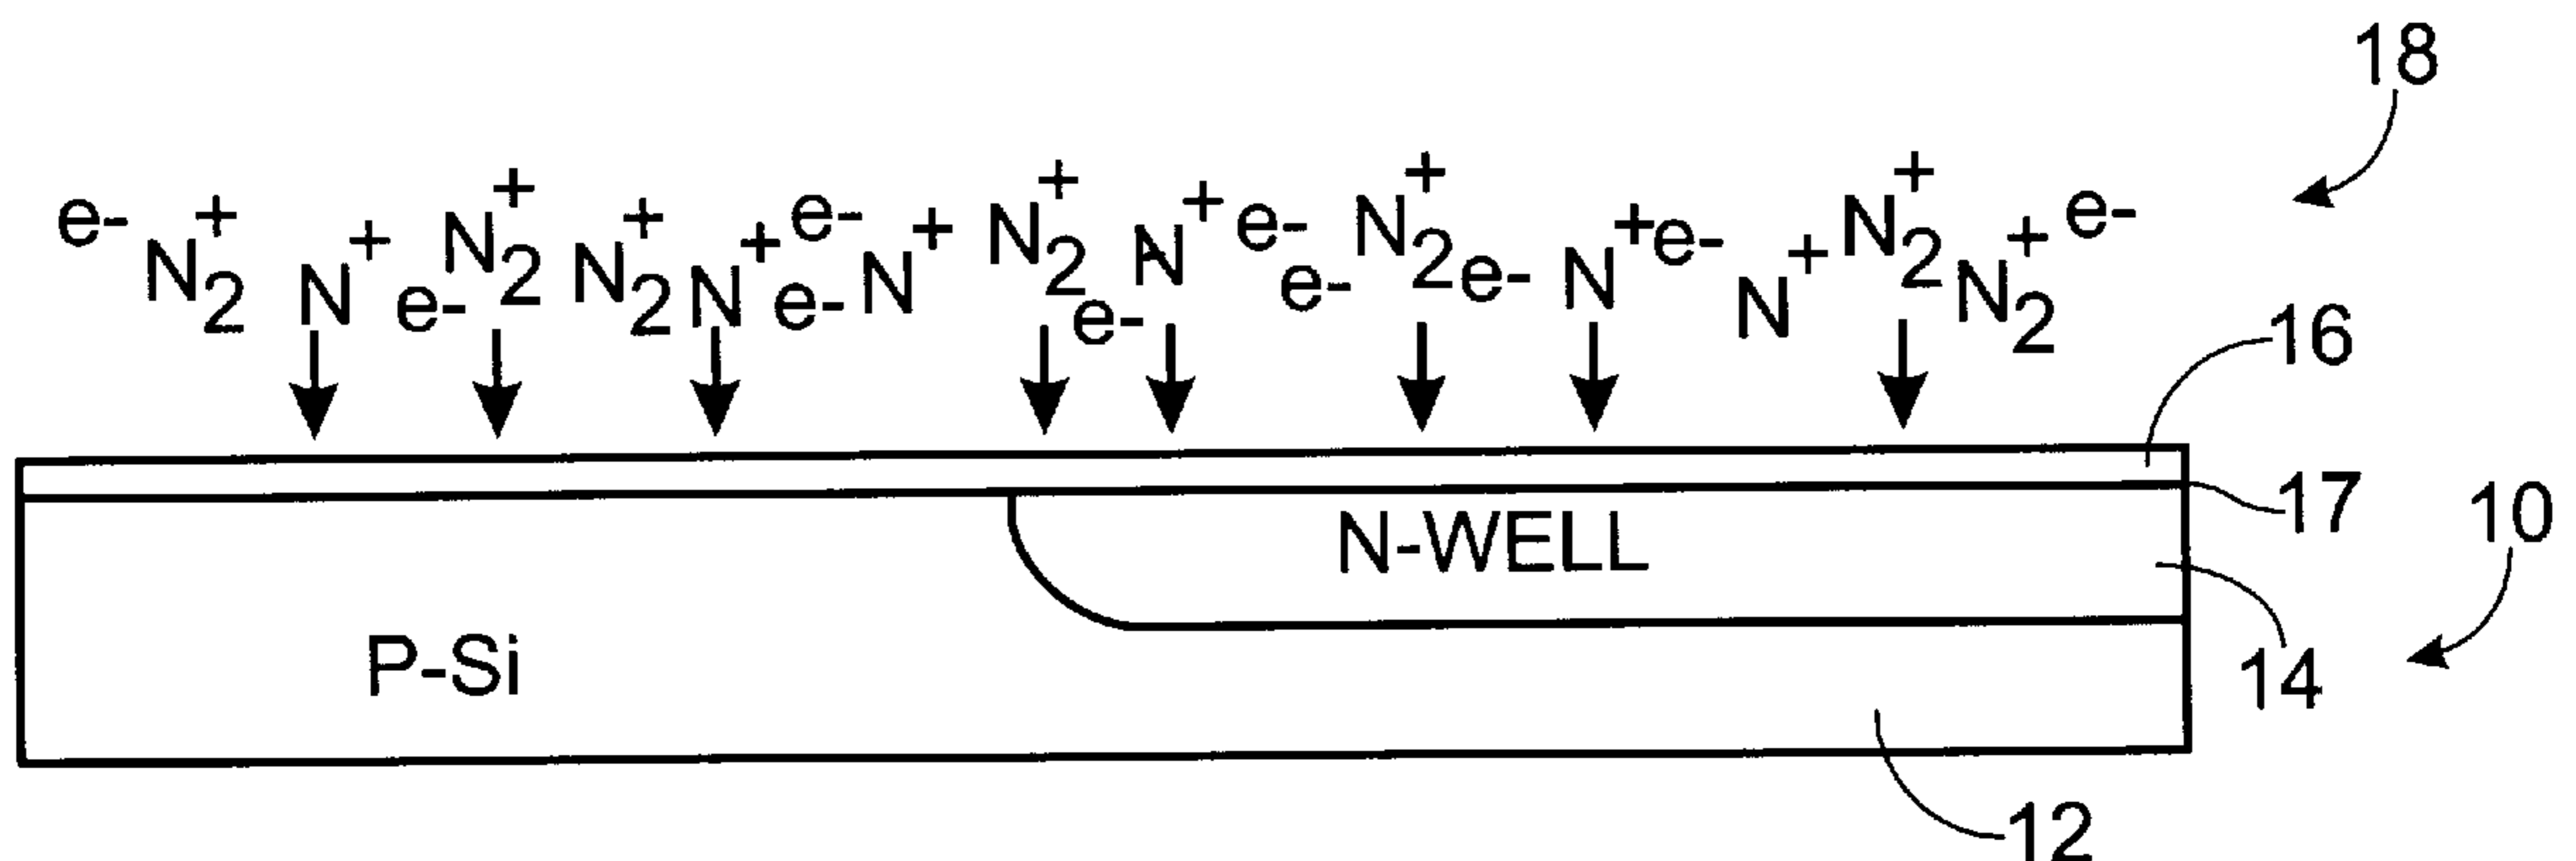 18
e- N₂⁺ N⁺ e- N₂⁺ N₂⁺ N⁺ e- e- N⁺ N₂⁺ e- N⁺ e- e- N₂⁺ e- N⁺ e- N⁺ N₂⁺ N₂⁺ e-
16
17
N-WELL
10
P-Si
14
12